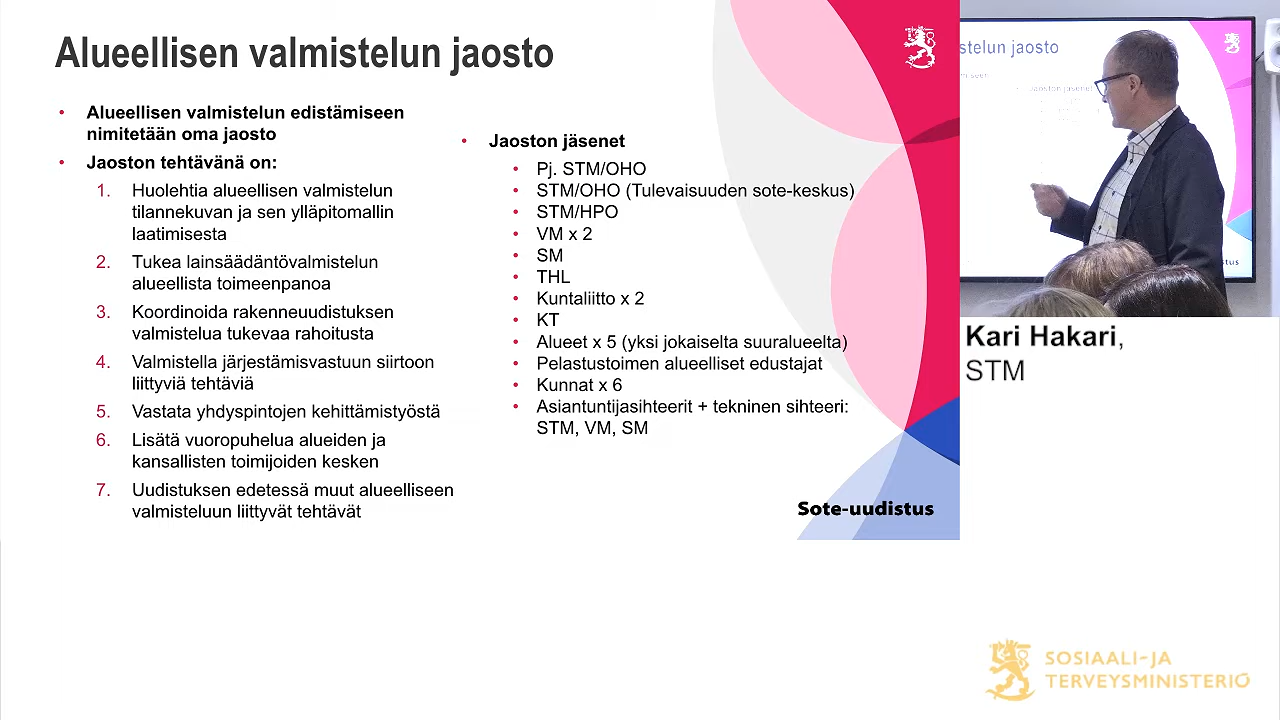 Alueellisen valmistelun jaosto
• Alueellisen valmistelun edistämiseen
nimitetään oma jaosto
• Jaoston tehtävänä on:
1. Huolehtia alueellisen valmistelun
tilannekuvan ja sen ylläpitomallin
laatimisesta
2. Tukea lainsäädäntövalmistelun
alueellista toimeenpanoa
3. Koordinoida rakenneuudistuksen
valmistelua tukevaa rahoitusta
4. Valmistella järjestämisvastuun siirtoon
liittyviä tehtäviä
5. Vastata yhdyspintojen kehittämistyöstä
6. Lisätä vuoropuhelua alueiden ja
kansallisten toimijoiden kesken
7. Uudistuksen edetessä muut alueelliseen
valmisteluun liittyvät tehtävät
• Jaoston jäsenet
• Pj. STM/OHO
• STM/OHO (Tulevaisuuden sote-keskus)
• STM/HPO
• VM x 2
• SM
• THL
• Kuntaliitto x 2
• KT
• Alueet x 5 (yksi jokaiselta suuralueelta)
• Pelastustoimen alueelliset edustajat
• Kunnat x 6
• Asiantuntijasihteerit + tekninen sihteeri:
STM, VM, SM
Sote-uudistus
stelun jaosto
Jaoston jäsenet
Kari Hakari,
STM
SOSIAALI- JA
TERVEYSMINISTERIÖ